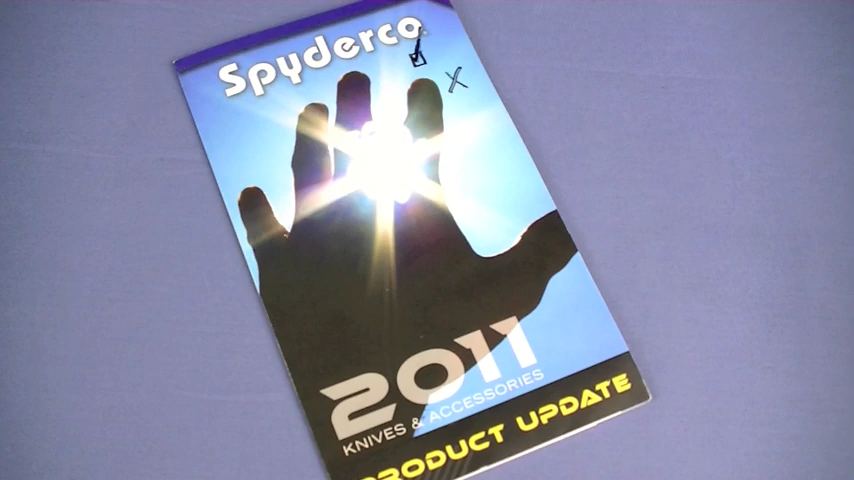 Spyderco
☑
X
2011
KNIVES & ACCESSORIES
PRODUCT UPDATE